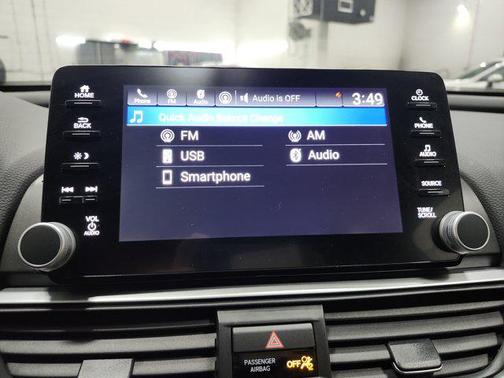 HOME
BACK
VOL
AUDIO
Phone FM Audio Audio is OFF 3:49
Quick Audio Source Change
FM AM
USB Audio
Smartphone
CLOCK
PHONE
AUDIO
SOURCE
TUNE/
SCROLL
PASSENGER
AIRBAG
OFF